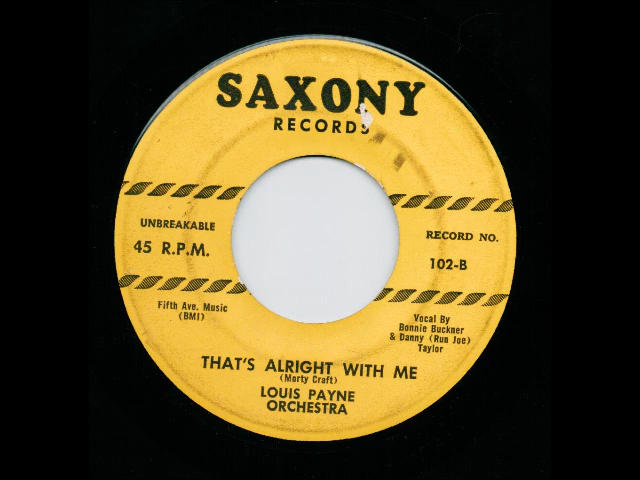 SAXONY
RECORDS
UNBREAKABLE
45 R.P.M.
RECORD NO.
102-B
Fifth Ave. Music
(BMI)
Vocal By
Bonnie Buckner
& Danny (Run Joe)
Taylor
THAT'S ALRIGHT WITH ME
(Morty Craft)
LOUIS PAYNE
ORCHESTRA